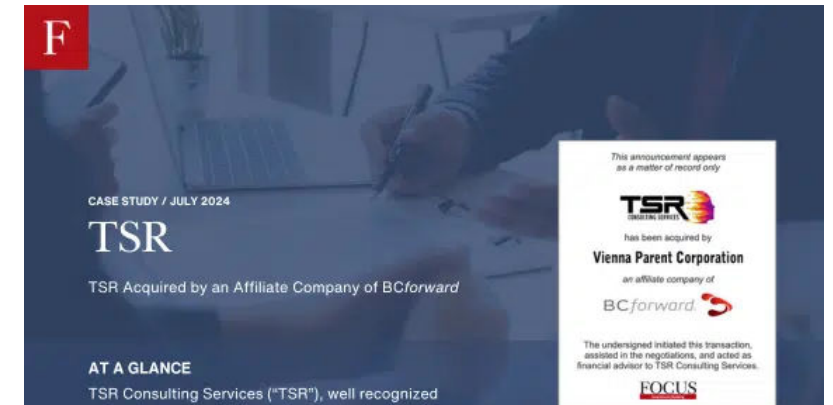 F
CASE STUDY / JULY 2024
TSR
TSR Acquired by an Affiliate Company of BCforward
AT A GLANCE
TSR Consulting Services (“TSR”), well recognized
This announcement appears
as a matter of record only
TSR
CONSULTING SERVICES
has been acquired by
Vienna Parent Corporation
an affiliate company of
BCforward.
The undersigned initiated this transaction,
assisted in the negotiations, and acted as
financial advisor to TSR Consulting Services.
FOCUS